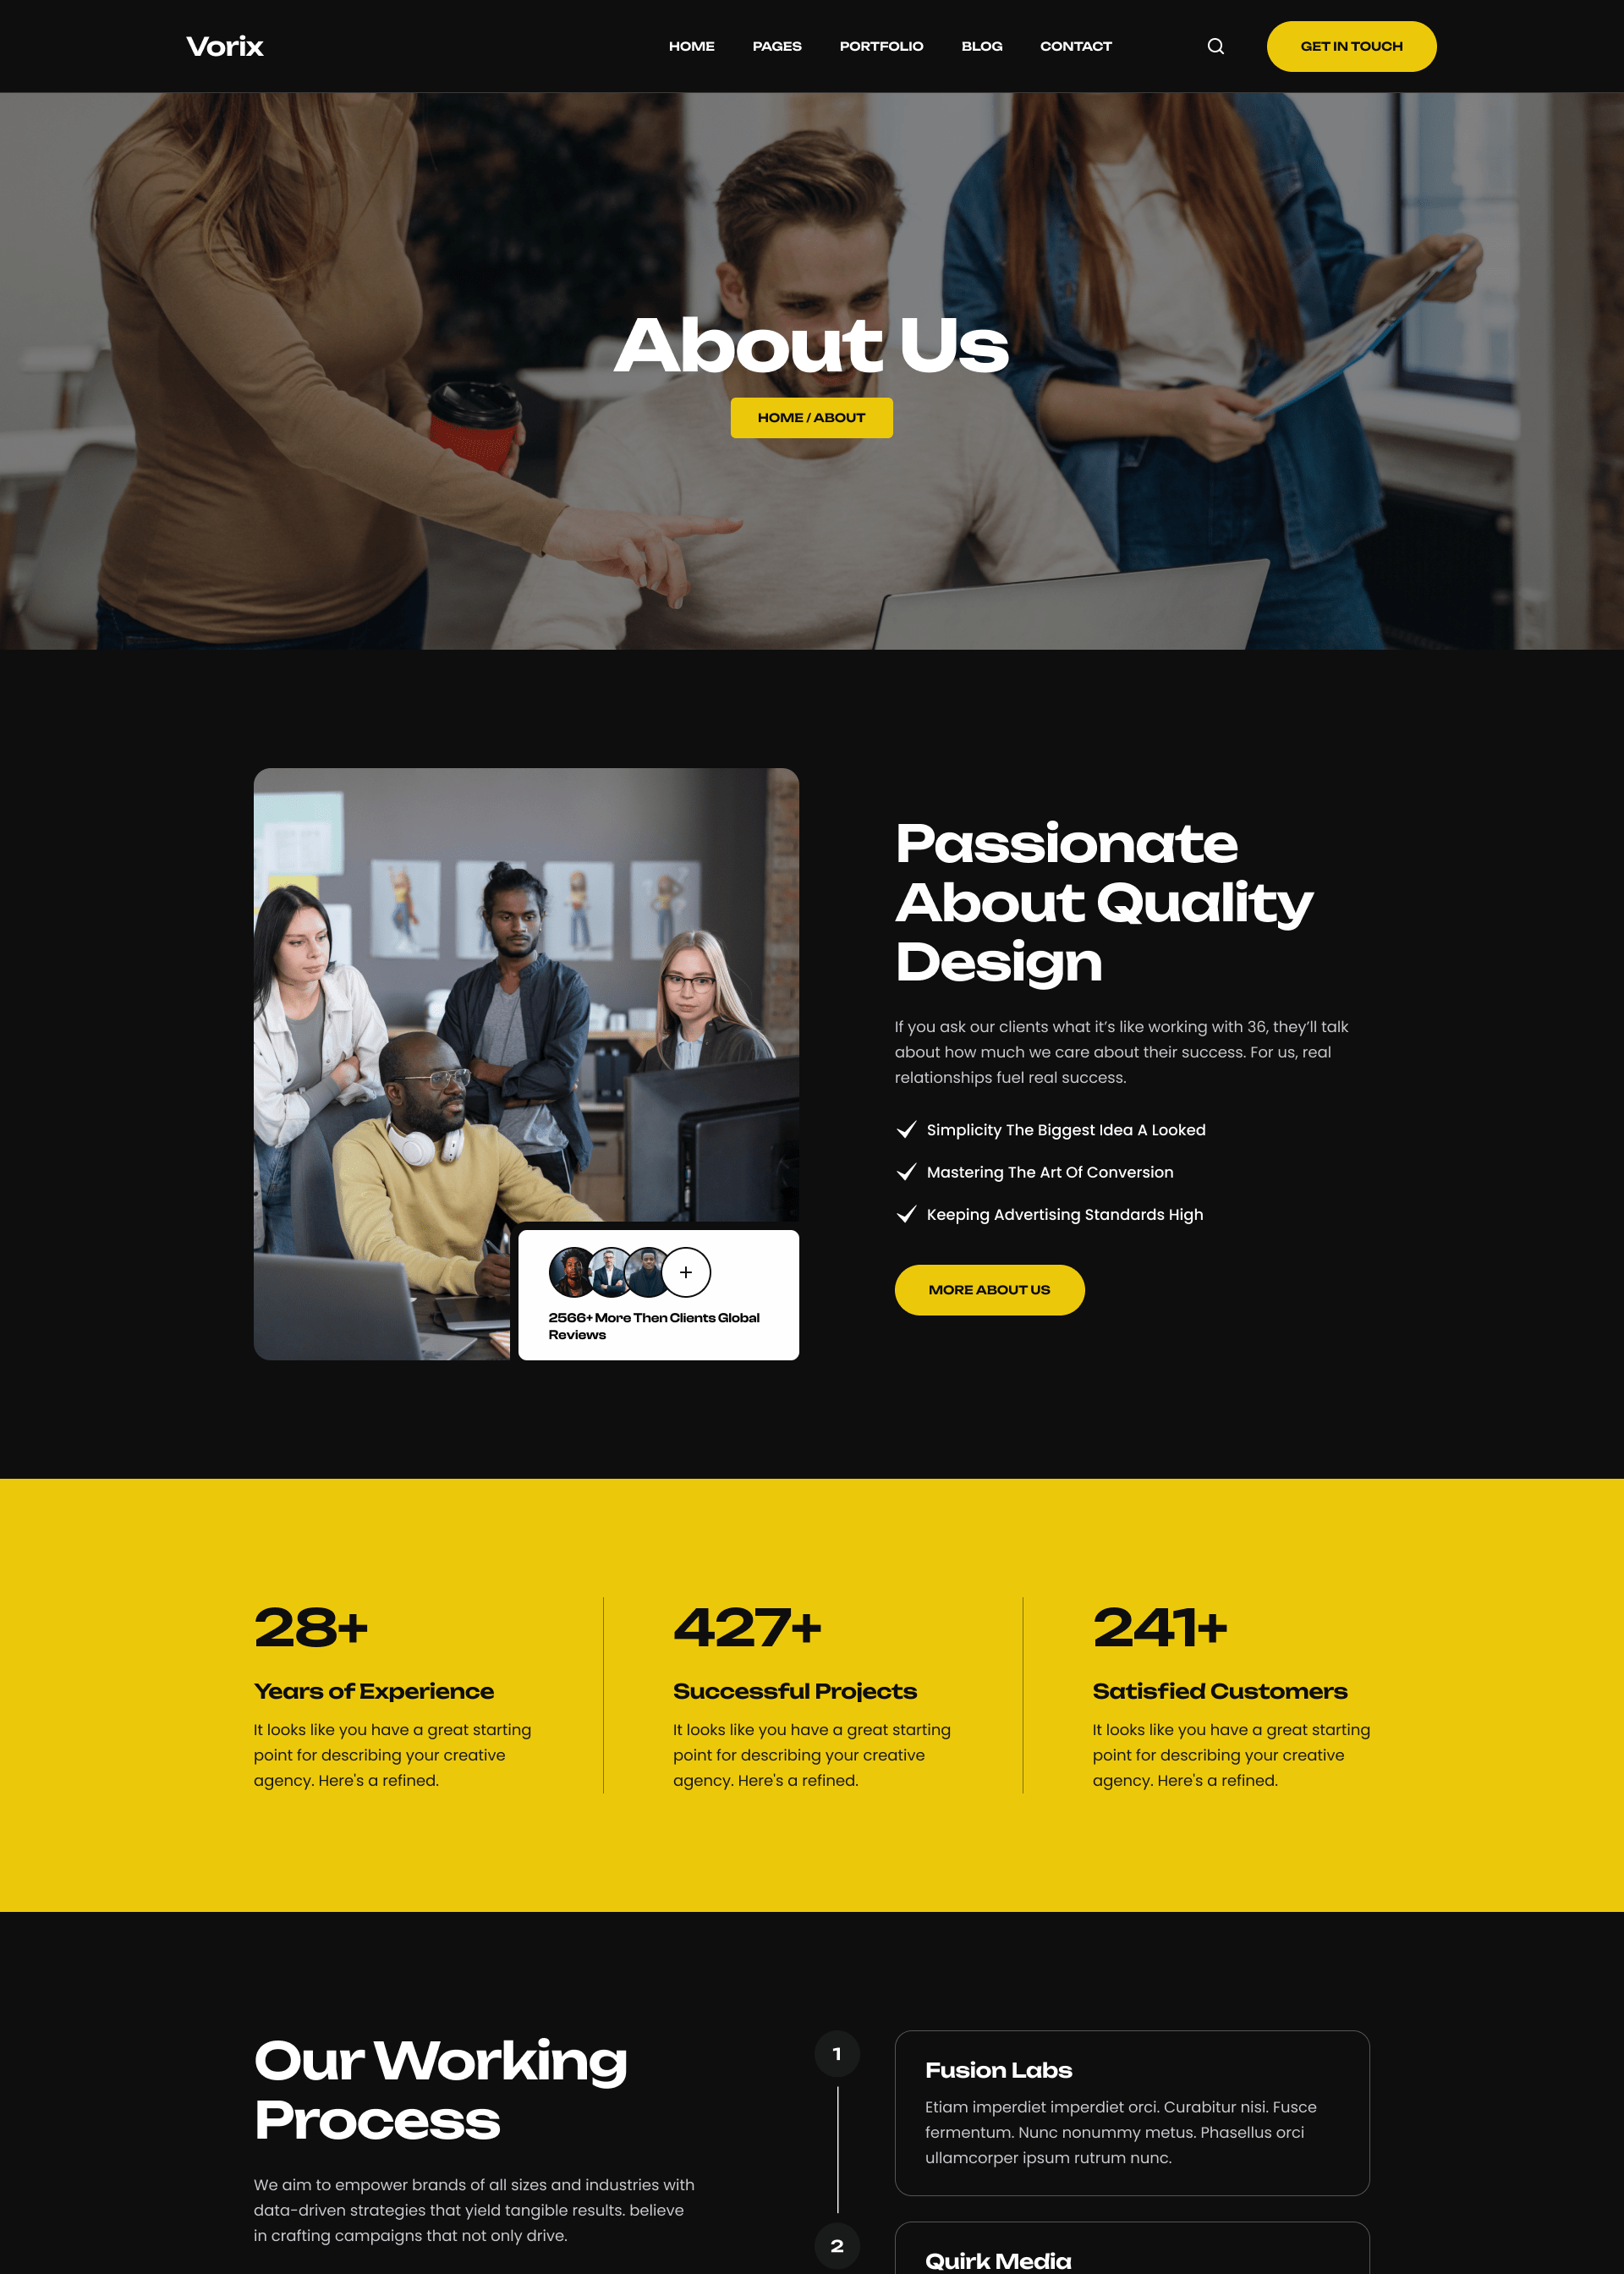 Vorix
HOME PAGES PORTFOLIO BLOG CONTACT
GET IN TOUCH
About Us
HOME / ABOUT
Passionate
About Quality
Design
If you ask our clients what it’s like working with 36, they’ll talk
about how much we care about their success. For us, real
relationships fuel real success.
Simplicity The Biggest Idea A Looked
Mastering The Art Of Conversion
Keeping Advertising Standards High
MORE ABOUT US
2566+ More Then Clients Global
Reviews
28+
Years of Experience
It looks like you have a great starting
point for describing your creative
agency. Here's a refined.
427+
Successful Projects
It looks like you have a great starting
point for describing your creative
agency. Here's a refined.
241+
Satisfied Customers
It looks like you have a great starting
point for describing your creative
agency. Here's a refined.
Our Working
Process
We aim to empower brands of all sizes and industries with
data-driven strategies that yield tangible results. believe
in crafting campaigns that not only drive.
1
Fusion Labs
Etiam imperdiet imperdiet orci. Curabitur nisi. Fusce
fermentum. Nunc nonummy metus. Phasellus orci
ullamcorper ipsum rutrum nunc.
2
Quirk Media